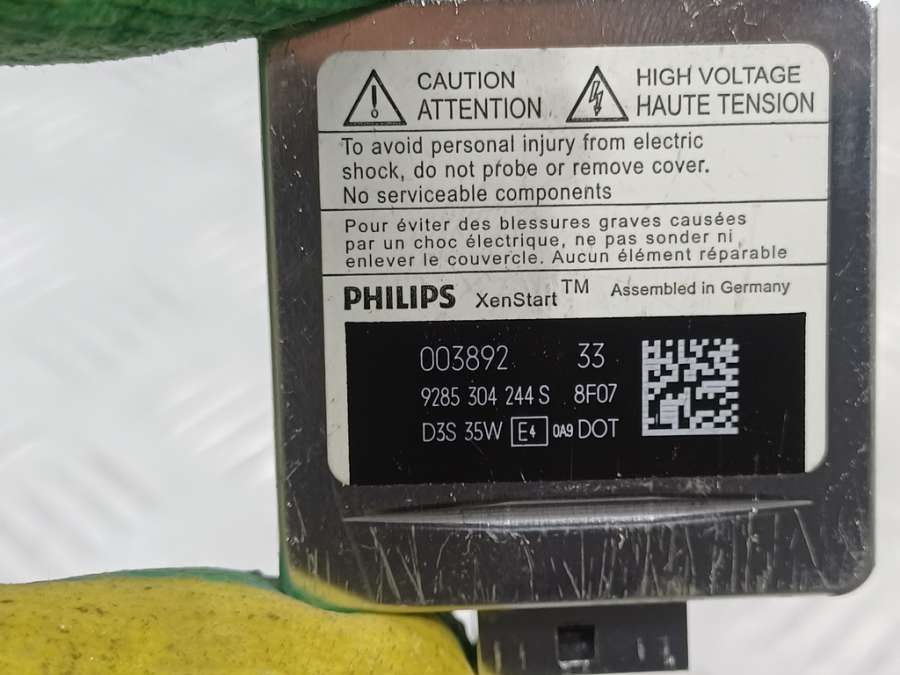 CAUTION
ATTENTION
HIGH VOLTAGE
HAUTE TENSION
To avoid personal injury from electric
shock, do not probe or remove cover.
No serviceable components
Pour éviter des blessures graves causées
par un choc électrique, ne pas sonder ni
enlever le couvercle. Aucun élément réparable
PHILIPS XenStart™ Assembled in Germany
003892 33
9285 304 244 S 8F07
D3S 35W E4 0A9 DOT